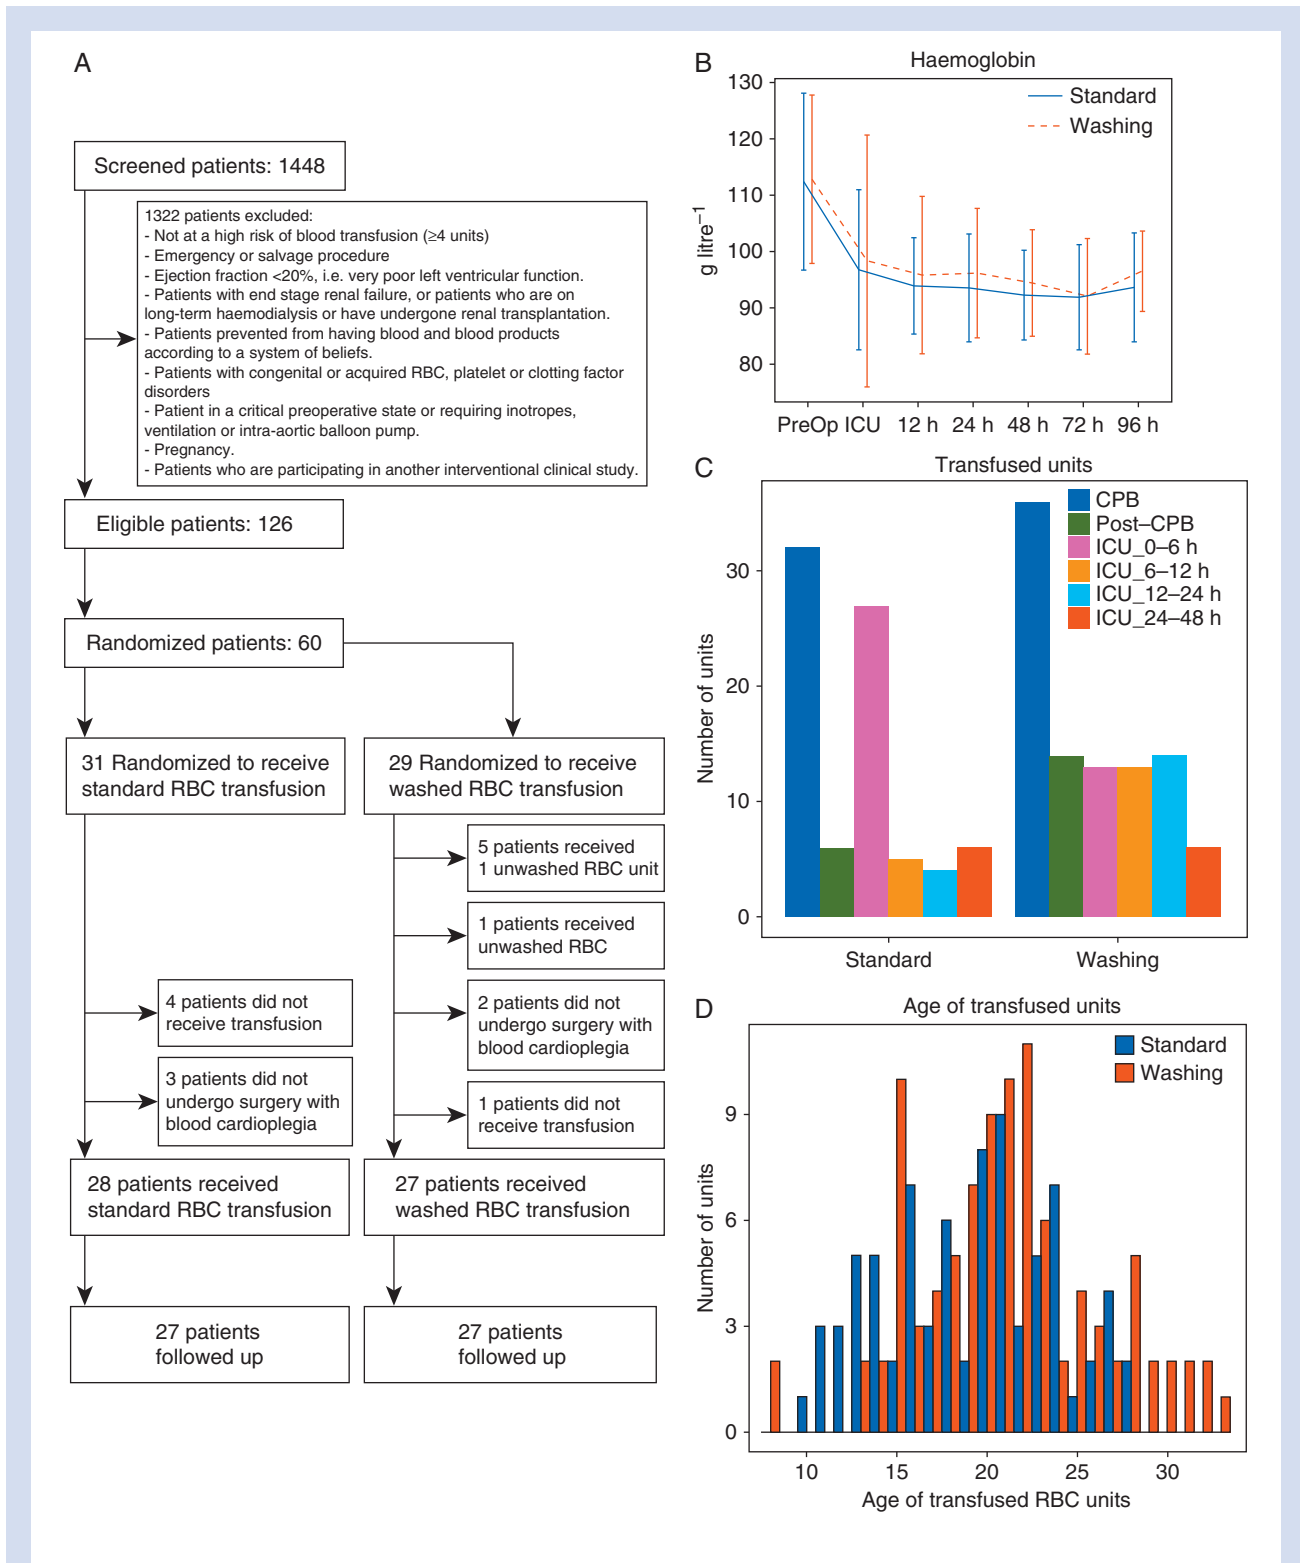 A
Screened patients: 1448
1322 patients excluded:
- Not at a high risk of blood transfusion (≥4 units)
- Emergency or salvage procedure
- Ejection fraction <20%, i.e. very poor left ventricular function.
- Patients with end stage renal failure, or patients who are on
long-term haemodialysis or have undergone renal transplantation.
- Patients prevented from having blood and blood products
according to a system of beliefs.
- Patients with congenital or acquired RBC, platelet or clotting factor
disorders
- Patient in a critical preoperative state or requiring inotropes,
ventilation or intra-aortic balloon pump.
- Pregnancy.
- Patients who are participating in another interventional clinical study.
Eligible patients: 126
Randomized patients: 60
31 Randomized to receive
standard RBC transfusion
29 Randomized to receive
washed RBC transfusion
5 patients received
1 unwashed RBC unit
1 patients received
unwashed RBC
4 patients did not
receive transfusion
2 patients did not
undergo surgery with
blood cardioplegia
3 patients did not
undergo surgery with
blood cardioplegia
1 patients did not
receive transfusion
28 patients received
standard RBC transfusion
27 patients received
washed RBC transfusion
27 patients
followed up
27 patients
followed up
B
Haemoglobin
130
120
110
100
90
80
g litre⁻¹
Standard
Washing
PreOp ICU 12 h 24 h 48 h 72 h 96 h
C
Transfused units
CPB
Post–CPB
ICU_0–6 h
ICU_6–12 h
ICU_12–24 h
ICU_24–48 h
30
20
10
0
Number of units
Standard
Washing
D
Age of transfused units
Standard
Washing
9
6
3
0
Number of units
10 15 20 25 30
Age of transfused RBC units